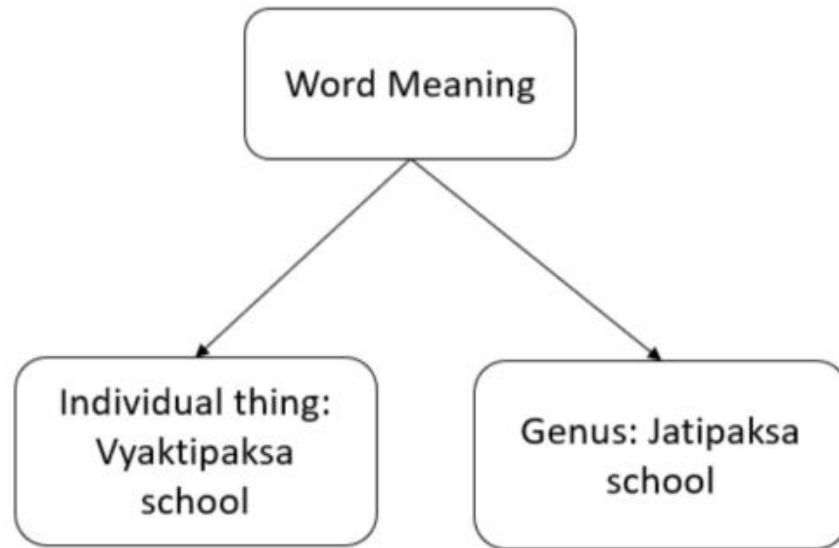 Word Meaning
Individual thing:
Vyaktipaksa
school
Genus: Jatipaksa
school